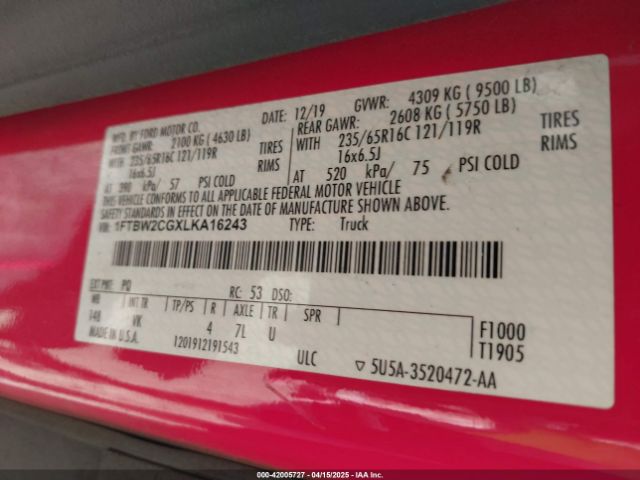 MFD. BY FORD MOTOR CO.
DATE: 12/19 GVWR: 4309 KG ( 9500 LB)
FRONT GAWR: 2100 KG ( 4630 LB)
REAR GAWR: 2608 KG ( 5750 LB)
WITH 235/65R16C 121/119R TIRES
16x6.5J RIMS
AT 390 kPa/ 57 PSI COLD
WITH 235/65R16C 121/119R TIRES
16x6.5J RIMS
AT 520 kPa/ 75 PSI COLD
THIS VEHICLE CONFORMS TO ALL APPLICABLE FEDERAL MOTOR VEHICLE
SAFETY STANDARDS IN EFFECT ON THE DATE OF MANUFACTURE SHOWN ABOVE.
VIN: 1FTBW2CGXLKA16243 TYPE: Truck
EXT PNT: PQ RC: 53 DSO:
WB INT TR TP/PS R AXLE TR SPR
148 VK 4 7L U
MADE IN U.S.A. 1201912191543 ULC
F1000
T1905
▽ 5U5A-3520472-AA
000-42005727 - 04/15/2025 - IAA Inc.